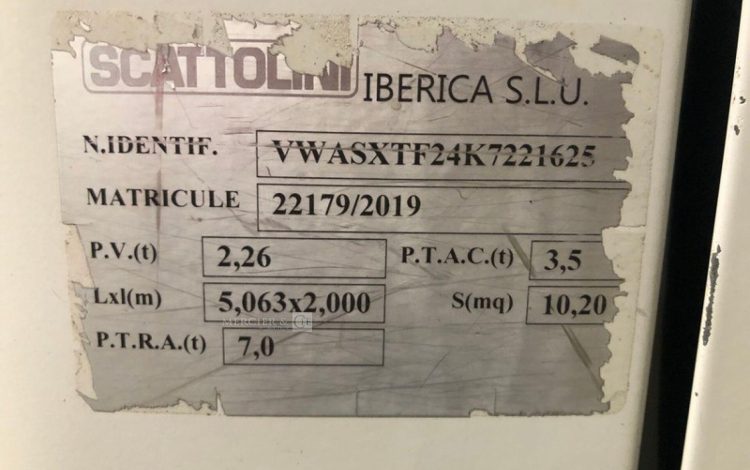 SCATTOLINI IBERICA S.L.U.
N.IDENTIF. VWASXTF24K7221625
MATRICULE 22179/2019
P.V.(t) 2,26 P.T.A.C.(t) 3,5
Lxl(m) 5,063x2,000 S(mq) 10,20
MERCIER &
P.T.R.A.(t) 7,0